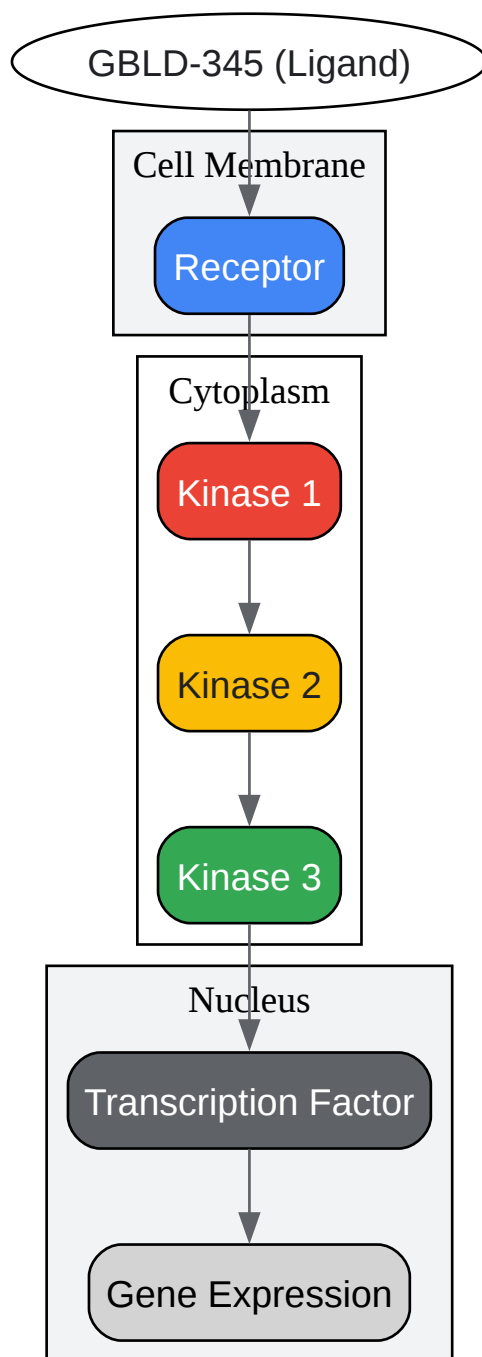 GBLD-345 (Ligand)
Cell Membrane
Receptor
Cytoplasm
Kinase 1
Kinase 2
Kinase 3
Nucleus
Transcription Factor
Gene Expression